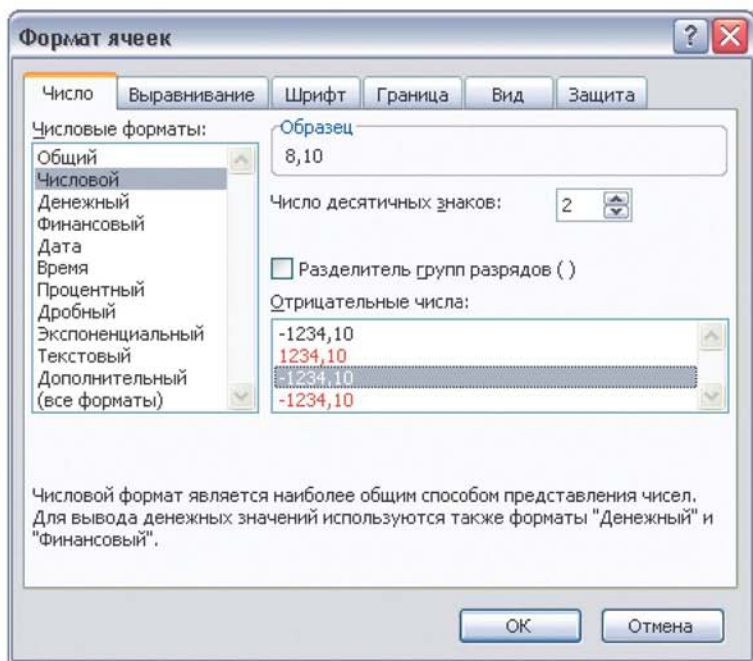 Формат ячеек
Число Выравнивание Шрифт Граница Вид Защита
Числовые форматы:
Общий
Числовой
Денежный
Финансовый
Дата
Время
Процентный
Дробный
Экспоненциальный
Текстовый
Дополнительный
(все форматы)
Образец
8,10
Число десятичных знаков: 2
Разделитель групп разрядов ( )
Отрицательные числа:
-1234,10
1234,10
-1234,10
-1234,10
Числовой формат является наиболее общим способом представления чисел.
Для вывода денежных значений используются также форматы "Денежный" и
"Финансовый".
ОК Отмена